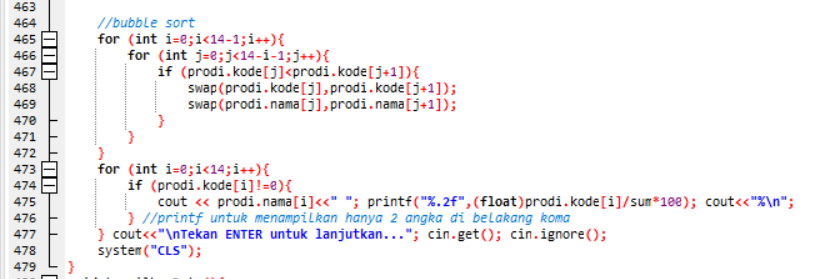 463
464 //bubble sort
465 for (int i=0;i<14-1;i++){
466 for (int j=0;j<14-i-1;j++){
467 if (prodi.kode[j]<prodi.kode[j+1]){
468 swap(prodi.kode[j],prodi.kode[j+1]);
469 swap(prodi.nama[j],prodi.nama[j+1]);
470 }
471 }
472 }
473 for (int i=0;i<14;i++){
474 if (prodi.kode[i]!=0){
475 cout << prodi.nama[i]<<" "; printf("%.2f",(float)prodi.kode[i]/sum*100); cout<<"%\n";
476 } //printf untuk menampilkan hanya 2 angka di belakang koma
477 } cout<<"\nTekan ENTER untuk lanjutkan..."; cin.get(); cin.ignore();
478 system("CLS");
479 }